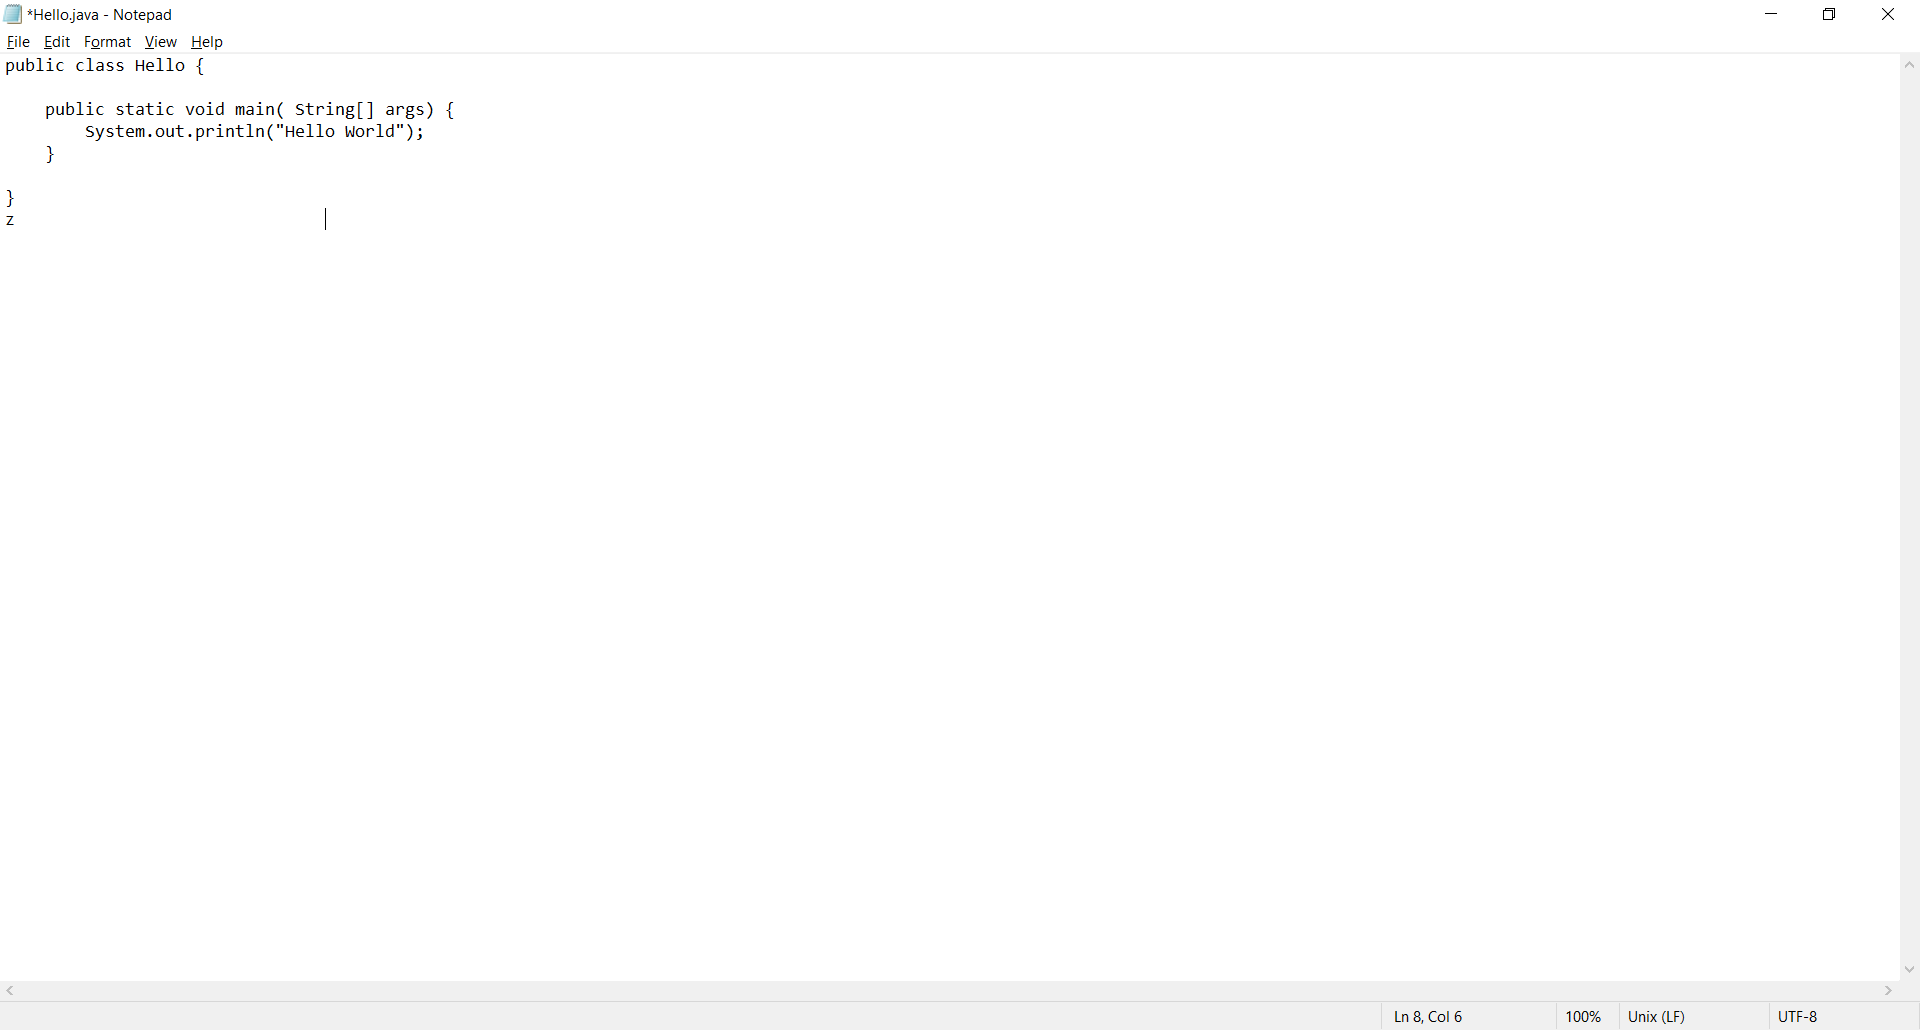 *Hello.java - Notepad
File Edit Format View Help
public class Hello {
    public static void main( String[] args) {
        System.out.println("Hello World");
    }
}
z
Ln 8, Col 6 100% Unix (LF) UTF-8